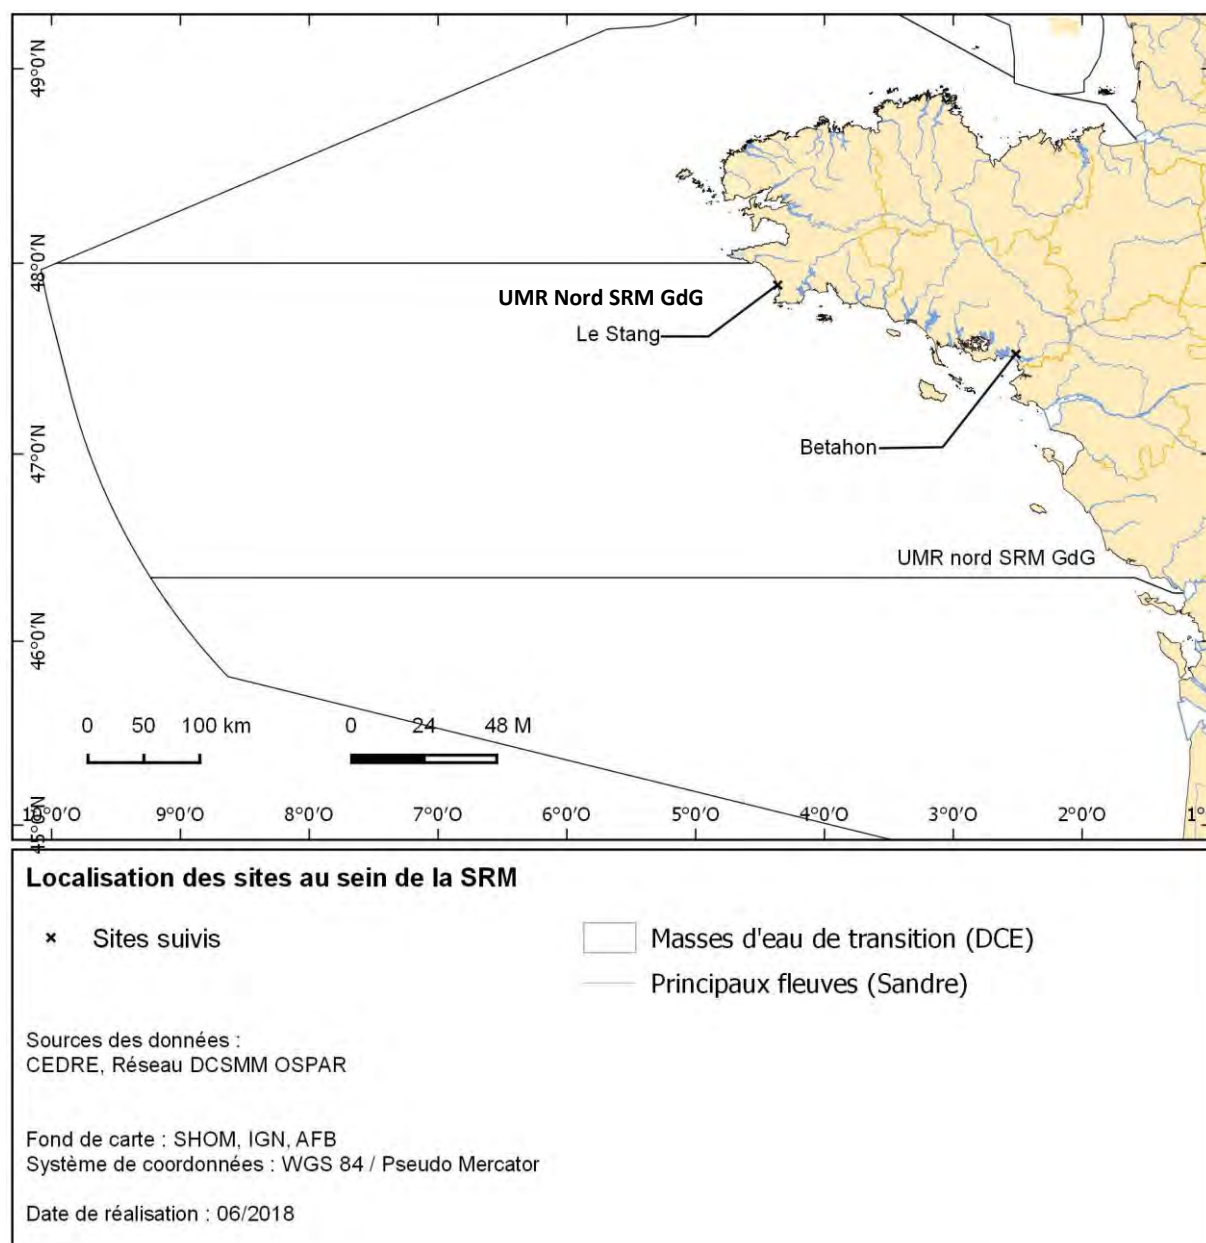 49°0'N
48°0'N
UMR Nord SRM GdG
Le Stang
47°0'N
Betahon
UMR nord SRM GdG
46°0'N
0 50 100 km
0 24 48 M
45°0'N
10°0'O 9°0'O 8°0'O 7°0'O 6°0'O 5°0'O 4°0'O 3°0'O 2°0'O 1°
Localisation des sites au sein de la SRM
Sites suivis
Masses d'eau de transition (DCE)
Principaux fleuves (Sandre)
Sources des données :
CEDRE, Réseau DCSMM OSPAR
Fond de carte : SHOM, IGN, AFB
Système de coordonnées : WGS 84 / Pseudo Mercator
Date de réalisation : 06/2018